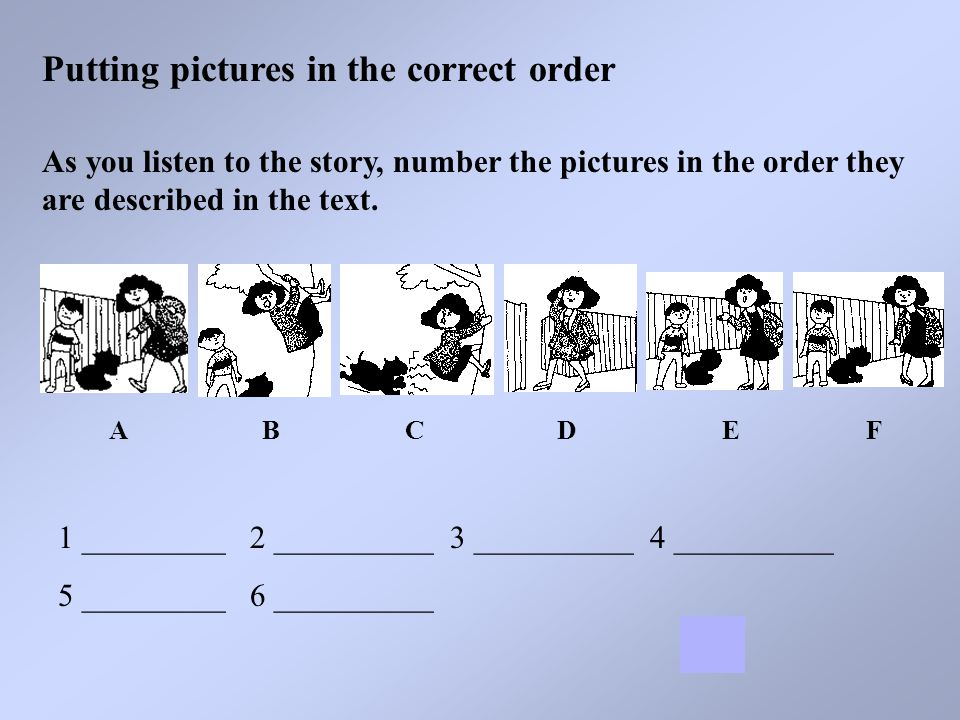 Putting pictures in the correct order
As you listen to the story, number the pictures in the order they
are described in the text.
A B C D E F
1 _________ 2 __________ 3 __________ 4 __________
5 _________ 6 __________